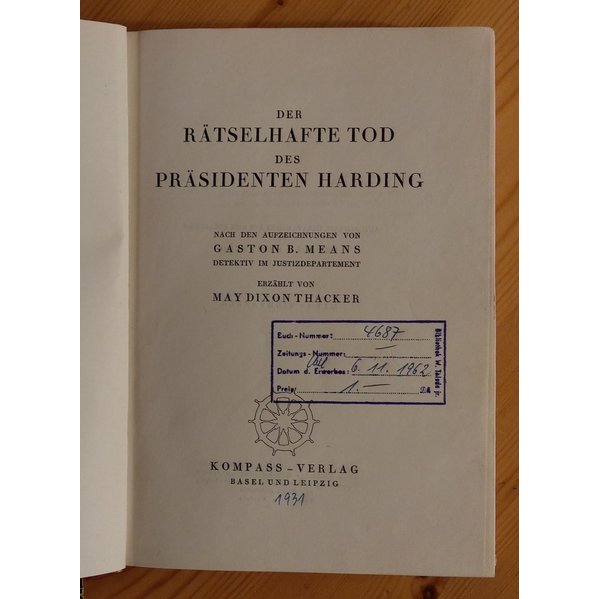 DER
RÄTSELHAFTE TOD
DES
PRÄSIDENTEN HARDING
NACH DEN AUFZEICHNUNGEN VON
GASTON B. MEANS
DETEKTIV IM JUSTIZDEPARTEMENT
ERZÄHLT VON
MAY DIXON THACKER
Buch-Nummer: 4687
Zeitungs-Nummer: —
Datum d. Erwerbes: 6. 11. 1962
Preis: 1.—
Bibliothek W.
KOMPASS-VERLAG
BASEL UND LEIPZIG
1931